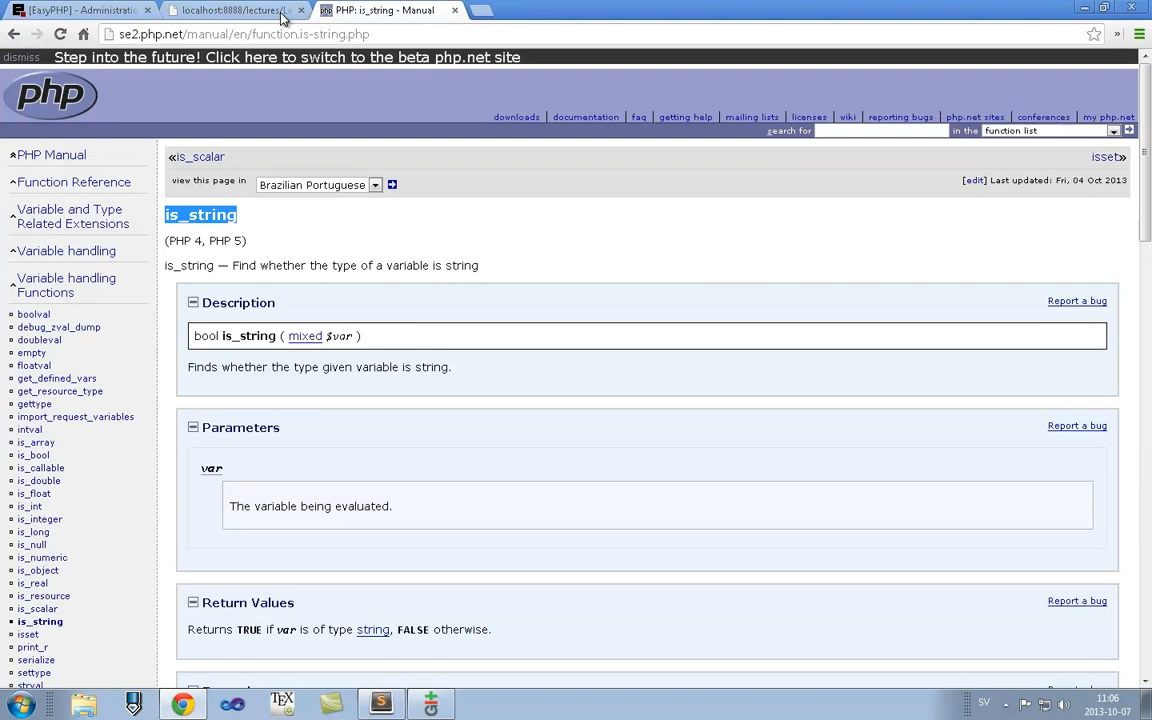 [EasyPHP] - Administratio
localhost:8888/lectures/
PHP: is_string - Manual
se2.php.net/manual/en/function.is-string.php
dismiss Step into the future! Click here to switch to the beta php.net site
php
downloads | documentation | faq | getting help | mailing lists | licenses | wiki | reporting bugs | php.net sites | conferences | my php.net
search for in the function list
PHP Manual
Function Reference
Variable and Type
Related Extensions
Variable handling
Variable handling
Functions
boolval
debug_zval_dump
doubleval
empty
floatval
get_defined_vars
get_resource_type
gettype
import_request_variables
intval
is_array
is_bool
is_callable
is_double
is_float
is_int
is_integer
is_long
is_null
is_numeric
is_object
is_real
is_resource
is_scalar
is_string
isset
print_r
serialize
settype
strval
«is_scalar
isset»
view this page in Brazilian Portuguese
[edit] Last updated: Fri, 04 Oct 2013
is_string
(PHP 4, PHP 5)
is_string — Find whether the type of a variable is string
Description
Report a bug
bool is_string ( mixed $var )
Finds whether the type given variable is string.
Parameters
Report a bug
var
The variable being evaluated.
Return Values
Report a bug
Returns TRUE if var is of type string, FALSE otherwise.
SV
11:06
2013-10-07